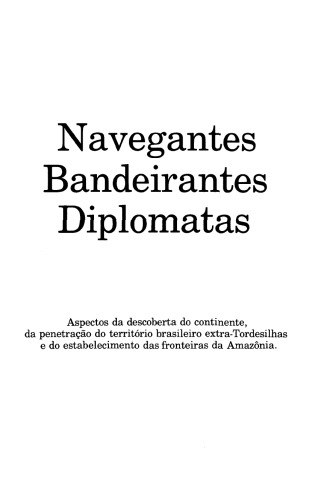 Navegantes
Bandeirantes
Diplomatas
Aspectos da descoberta do continente,
da penetração do território brasileiro extra-Tordesilhas
e do estabelecimento das fronteiras da Amazônia.